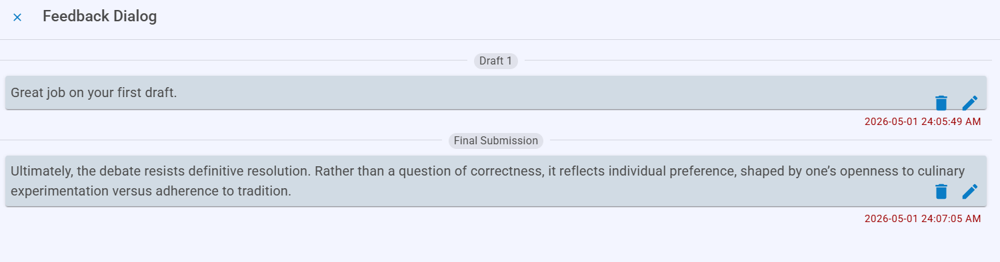 Feedback Dialog
Draft 1
Great job on your first draft.
2026-05-01 24:05:49 AM
Final Submission
Ultimately, the debate resists definitive resolution. Rather than a question of correctness, it reflects individual preference, shaped by one’s openness to culinary
experimentation versus adherence to tradition.
2026-05-01 24:07:05 AM